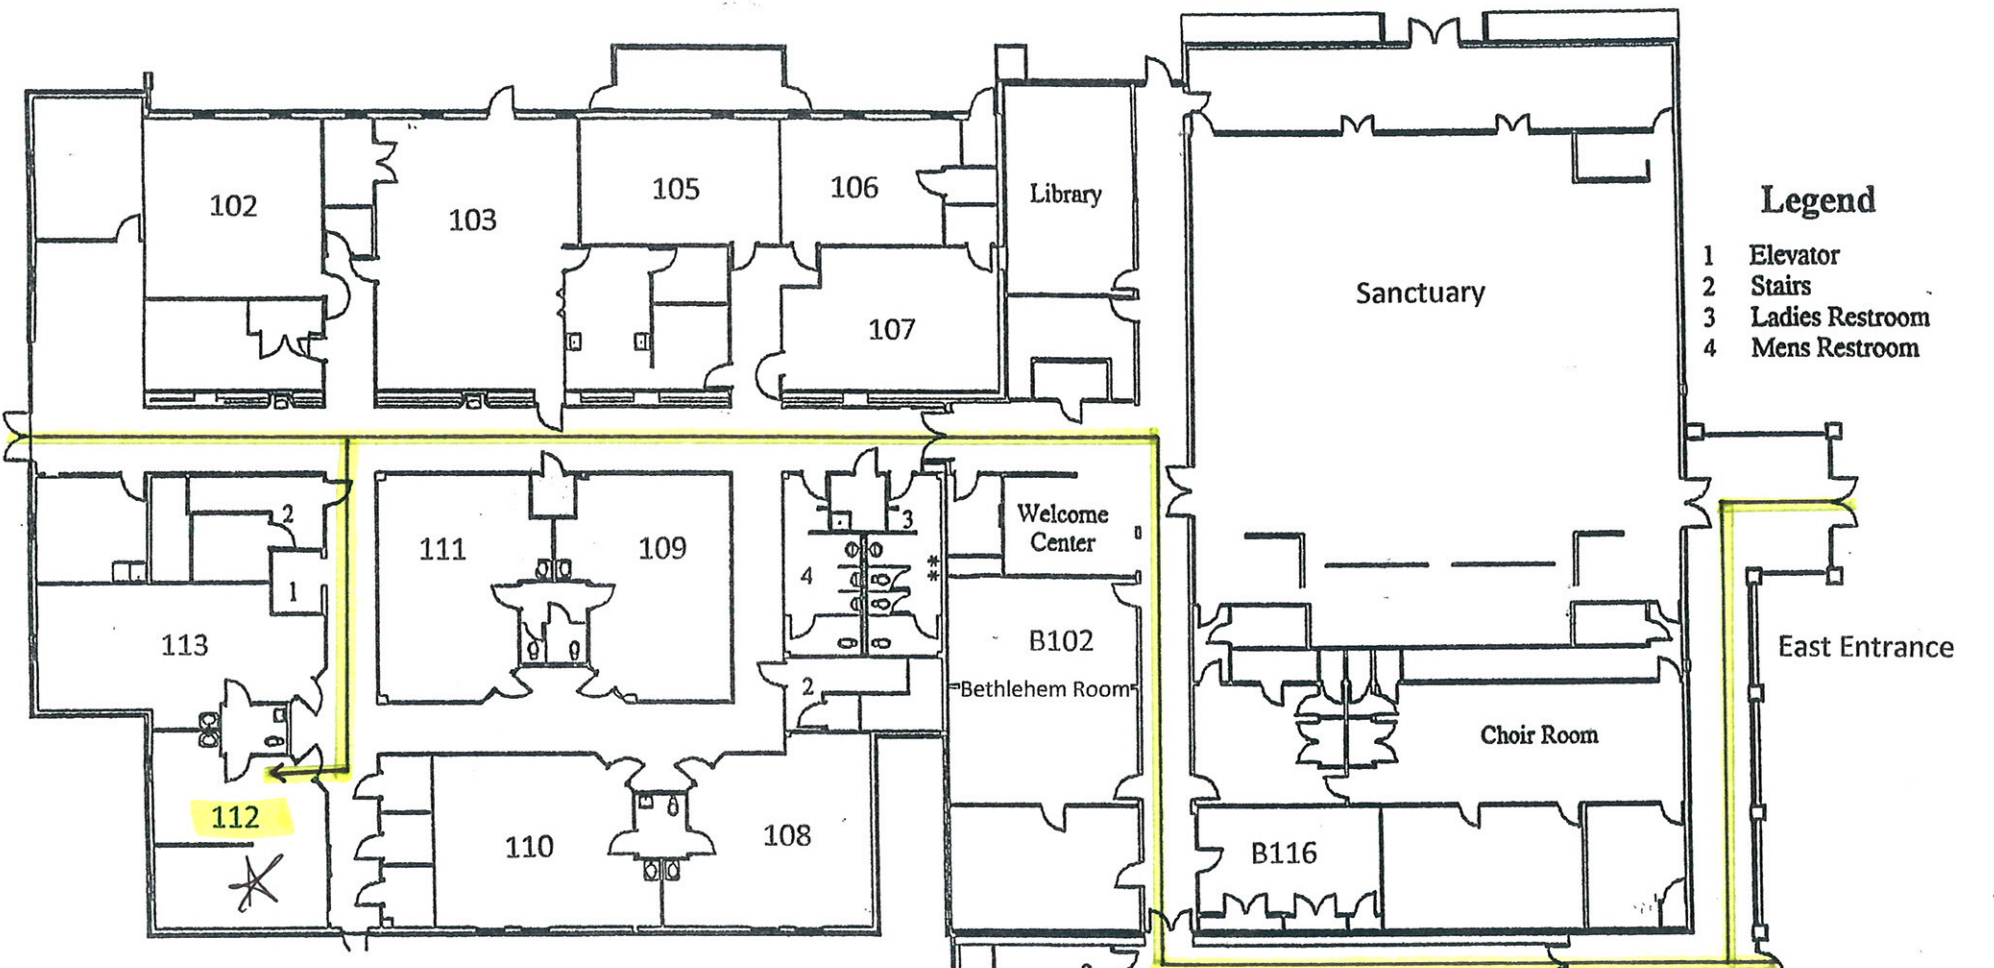 102
103
105
106
107
Library
Sanctuary
Legend
1 Elevator
2 Stairs
3 Ladies Restroom
4 Mens Restroom
2
1
111
109
4
3
**
Welcome
Center
113
B102
Bethlehem Room
2
East Entrance
Choir Room
112
110
108
B116